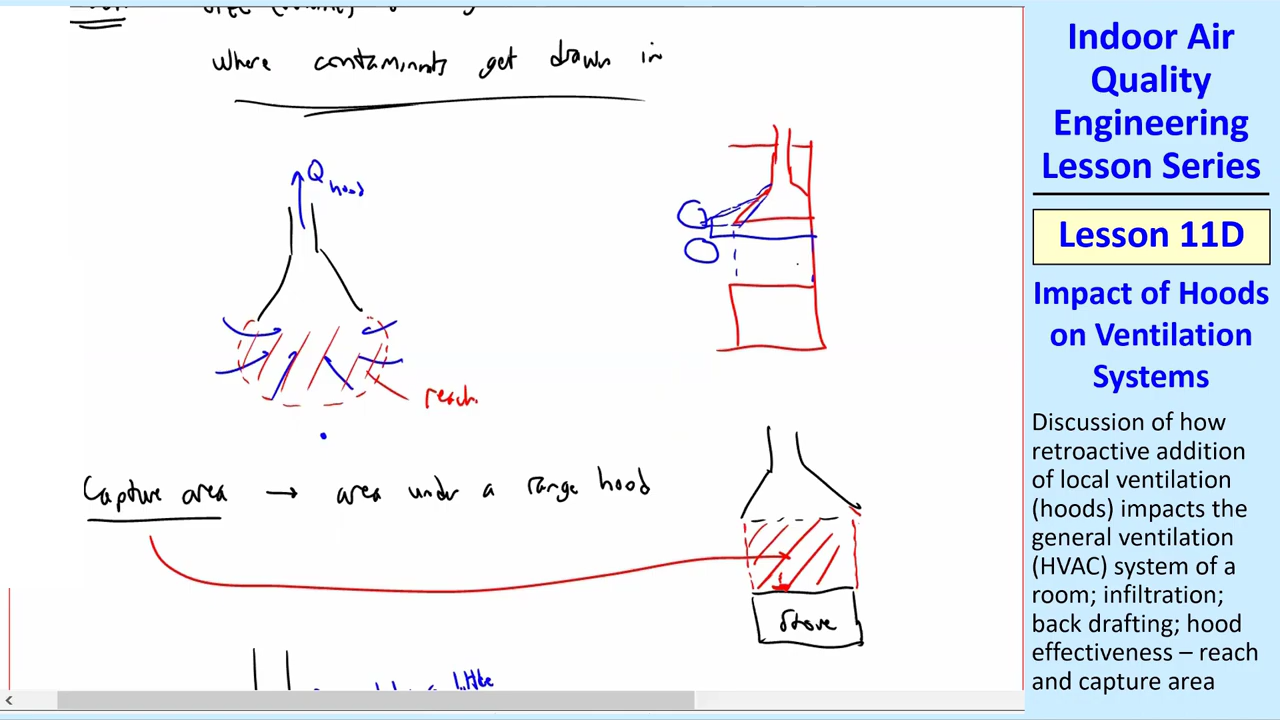 where contaminants get drawn in
Q hood
reach
Capture area → area under a range hood
Stove
little
Indoor Air
Quality
Engineering
Lesson Series
Lesson 11D
Impact of Hoods
on Ventilation
Systems
Discussion of how
retroactive addition
of local ventilation
(hoods) impacts the
general ventilation
(HVAC) system of a
room; infiltration;
back drafting; hood
effectiveness – reach
and capture area